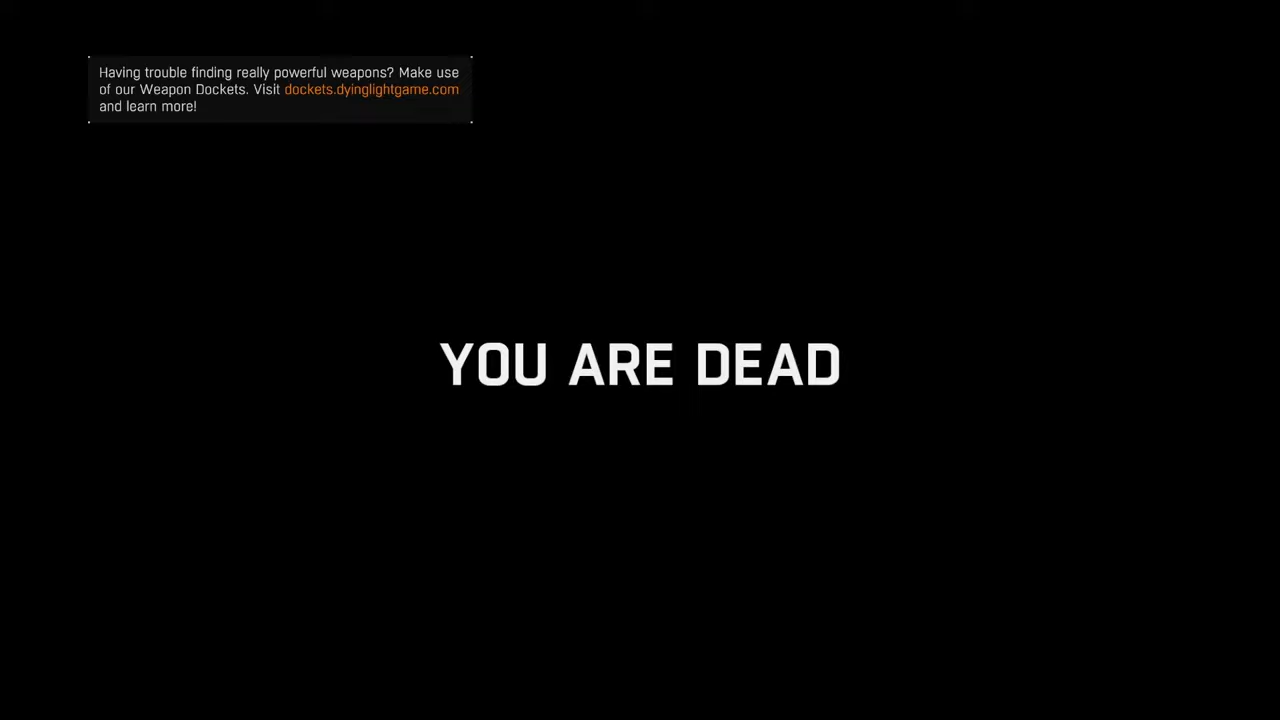 Having trouble finding really powerful weapons? Make use
of our Weapon Dockets. Visit dockets.dyinglightgame.com
and learn more!
YOU ARE DEAD